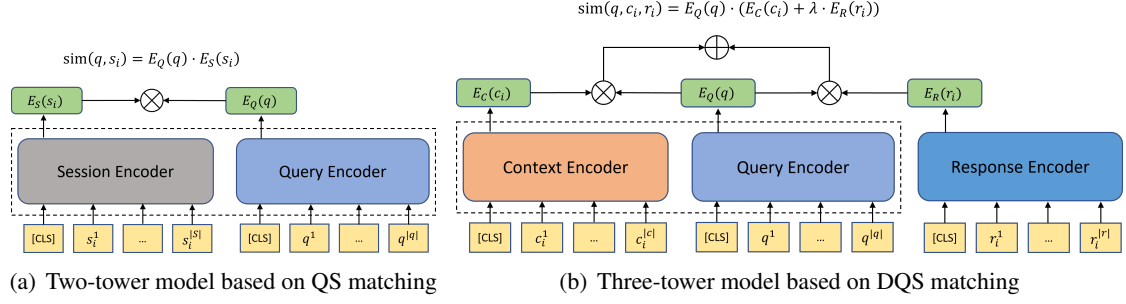 sim(q, s_i) = E_Q(q) · E_S(s_i)
E_S(s_i)
E_Q(q)
Session Encoder
Query Encoder
[CLS] s_i^1 ... s_i^{|S|} [CLS] q^1 ... q^{|q|}
(a) Two-tower model based on QS matching
sim(q, c_i, r_i) = E_Q(q) · (E_C(c_i) + λ · E_R(r_i))
E_C(c_i)
E_Q(q)
E_R(r_i)
Context Encoder
Query Encoder
Response Encoder
[CLS] c_i^1 ... c_i^{|c|} [CLS] q^1 ... q^{|q|} [CLS] r_i^1 ... r_i^{|r|}
(b) Three-tower model based on DQS matching